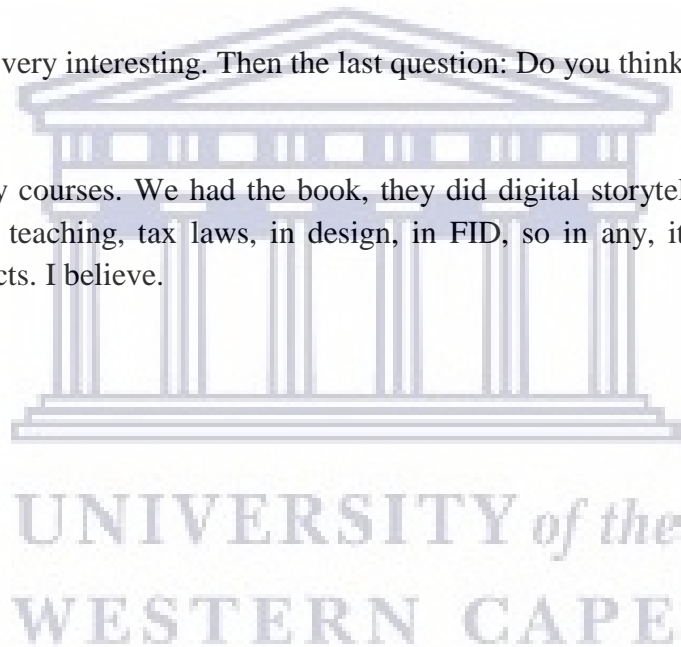 very interesting. Then the last question: Do you think
y courses. We had the book, they did digital storytel
teaching, tax laws, in design, in FID, so in any, it
cts. I believe.
UNIVERSITY of the
WESTERN CAPE